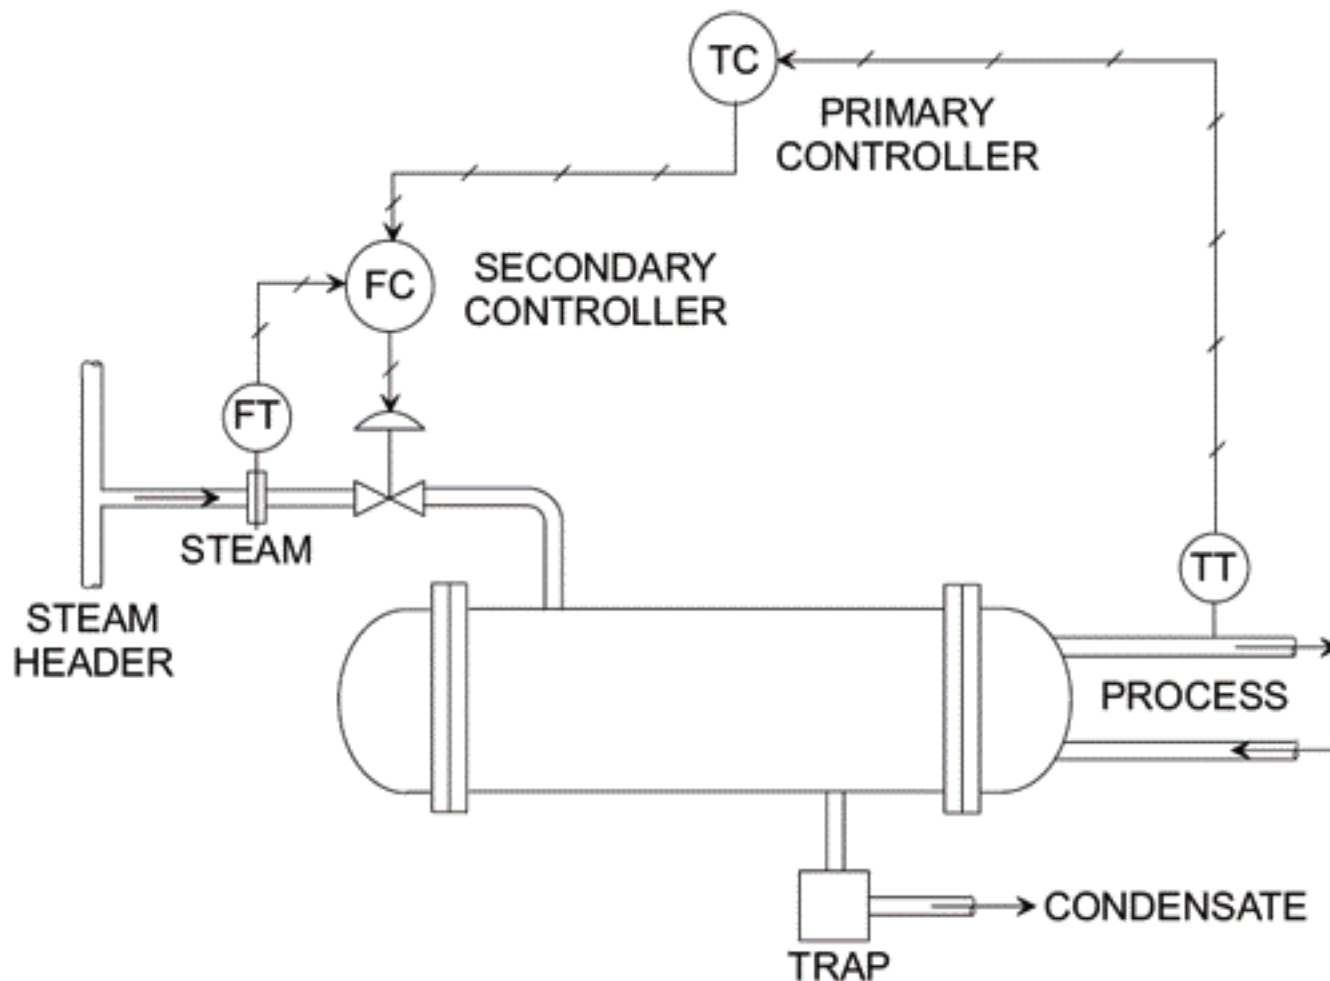 TC
PRIMARY
CONTROLLER
FC
SECONDARY
CONTROLLER
FT
STEAM
STEAM
HEADER
TT
PROCESS
CONDENSATE
TRAP